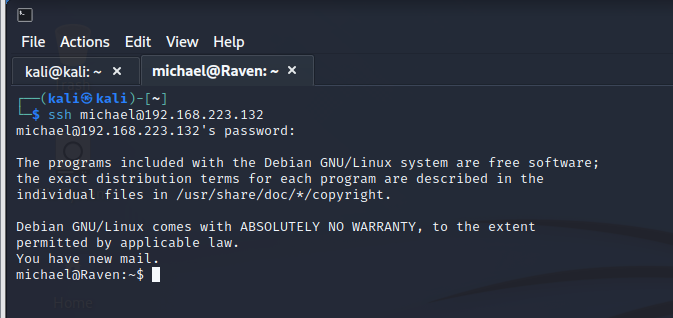 File Actions Edit View Help
kali@kali: ~ × michael@Raven: ~ ×
┌──(kali㉿kali)-[~]
└─$ ssh michael@192.168.223.132
michael@192.168.223.132's password:
The programs included with the Debian GNU/Linux system are free software;
the exact distribution terms for each program are described in the
individual files in /usr/share/doc/*/copyright.
Debian GNU/Linux comes with ABSOLUTELY NO WARRANTY, to the extent
permitted by applicable law.
You have new mail.
michael@Raven:~$
Home